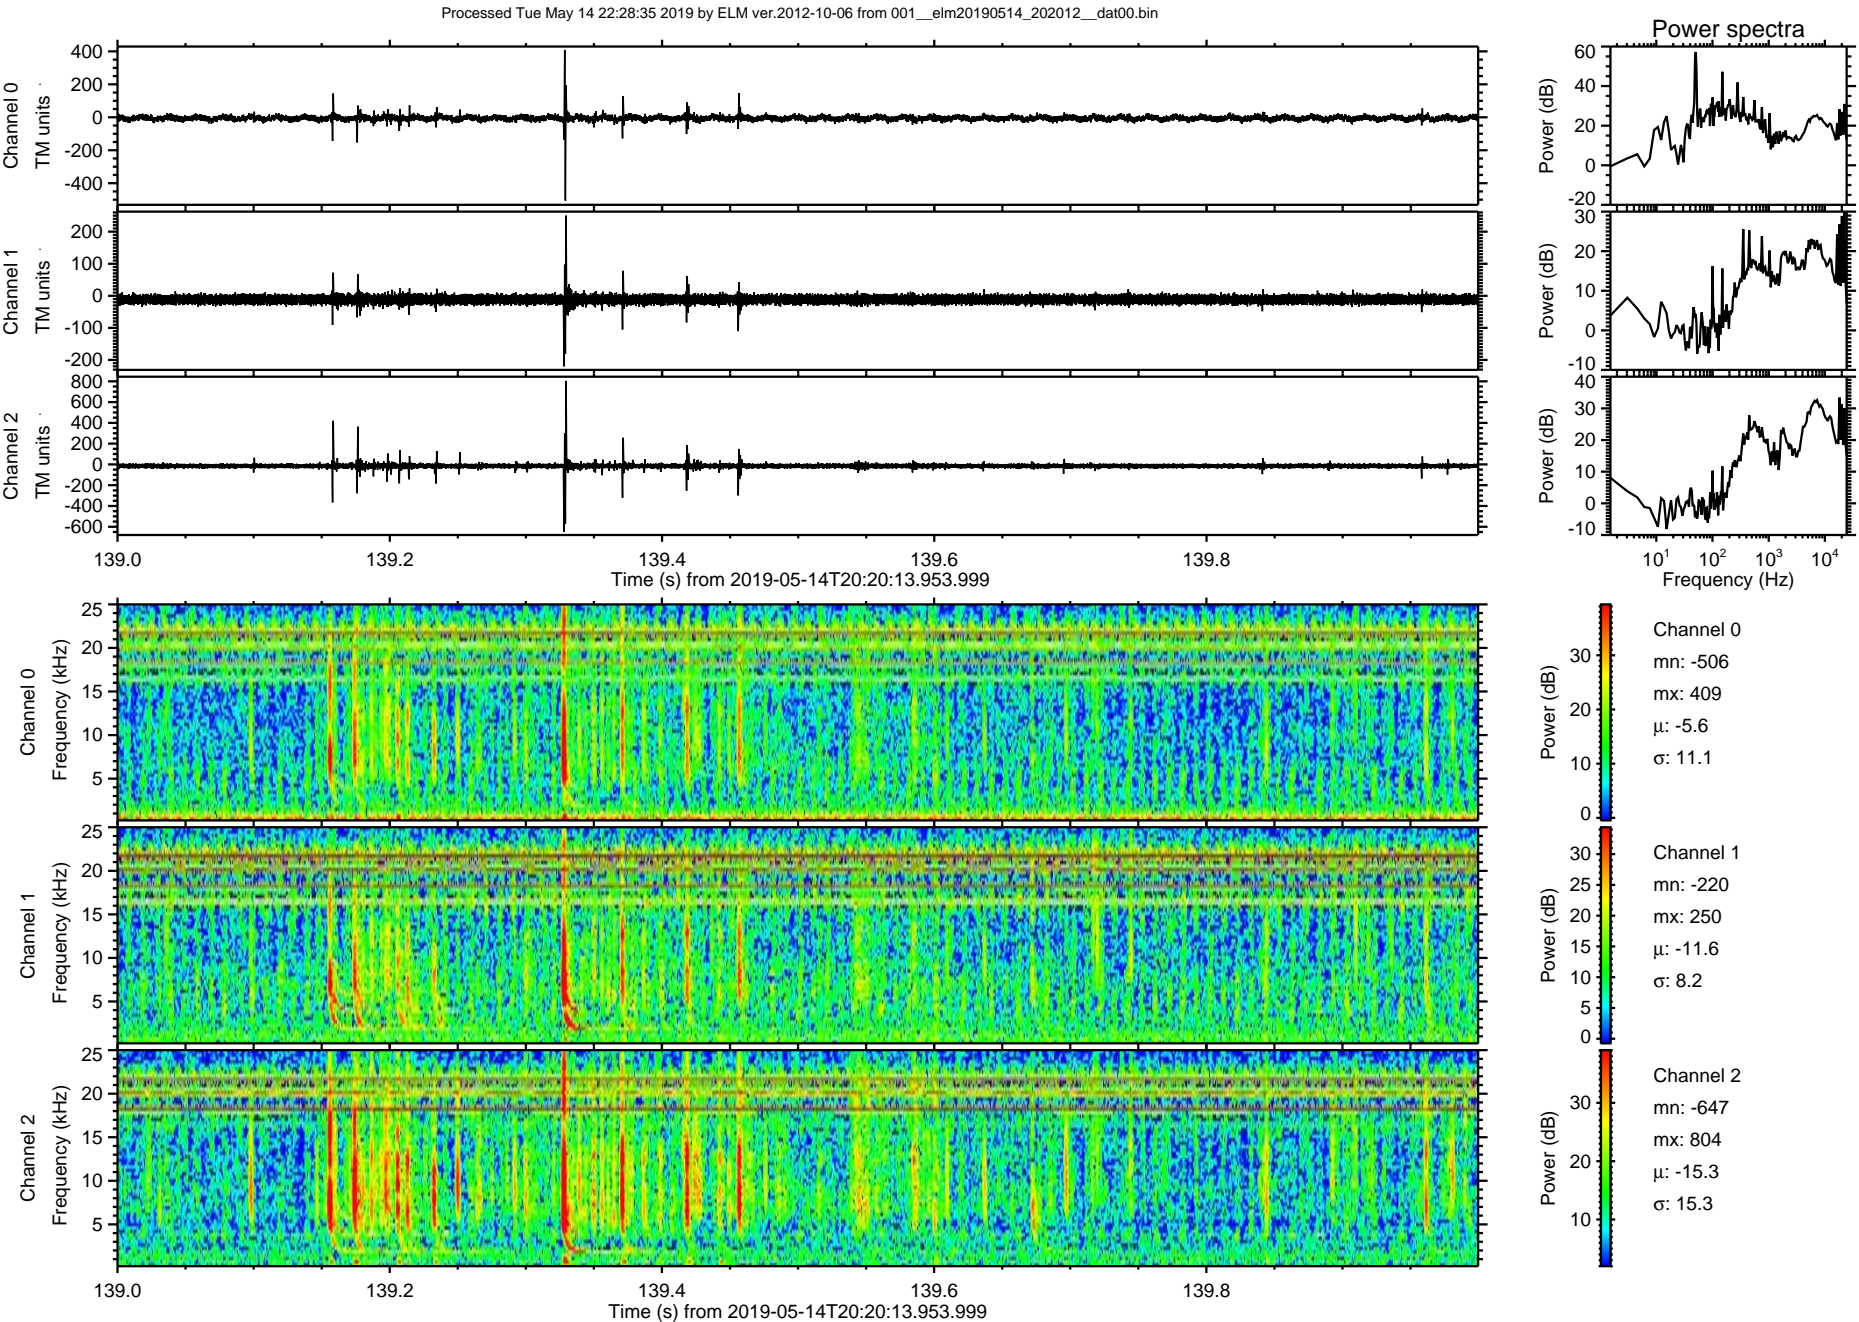 Processed Tue May 14 22:28:35 2019 by ELM ver.2012-10-06 from 001__elm20190514_202012__dat00.bin
Power spectra
Channel 0
TM units
400
200
0
-200
-400
Power (dB)
60
40
20
0
-20
Channel 1
TM units
200
100
0
-100
-200
Power (dB)
30
20
10
0
-10
Channel 2
TM units
800
600
400
200
0
-200
-400
-600
Power (dB)
40
30
20
10
0
-10
139.0 139.2 139.4 139.6 139.8
Time (s) from 2019-05-14T20:20:13.953.999
10¹ 10² 10³ 10⁴
Frequency (Hz)
Channel 0
Frequency (kHz)
25
20
15
10
5
Power (dB)
30
20
10
0
Channel 0
mn: -506
mx: 409
μ: -5.6
σ: 11.1
Channel 1
Frequency (kHz)
25
20
15
10
5
Power (dB)
30
25
20
15
10
5
0
Channel 1
mn: -220
mx: 250
μ: -11.6
σ: 8.2
Channel 2
Frequency (kHz)
25
20
15
10
5
Power (dB)
30
20
10
Channel 2
mn: -647
mx: 804
μ: -15.3
σ: 15.3
139.0 139.2 139.4 139.6 139.8
Time (s) from 2019-05-14T20:20:13.953.999